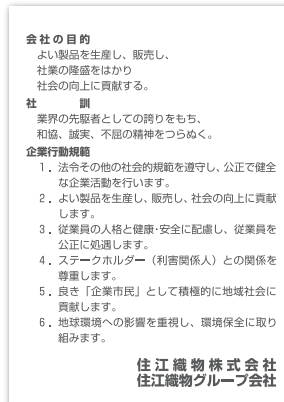 会社の目的
よい製品を生産し、販売し、
社業の隆盛をはかり
社会の向上に貢献する。
社　　訓
業界の先駆者としての誇りをもち、
和協、誠実、不屈の精神をつらぬく。
企業行動規範
1．法令その他の社会的規範を遵守し、公正で健全
な企業活動を行います。
2．よい製品を生産し、販売し、社会の向上に貢献
します。
3．従業員の人格と健康・安全に配慮し、従業員を
公正に処遇します。
4．ステークホルダー（利害関係人）との関係を
尊重します。
5．良き「企業市民」として積極的に地域社会に
貢献します。
6．地球環境への影響を重視し、環境保全に取り
組みます。
住江織物株式会社
住江織物グループ会社